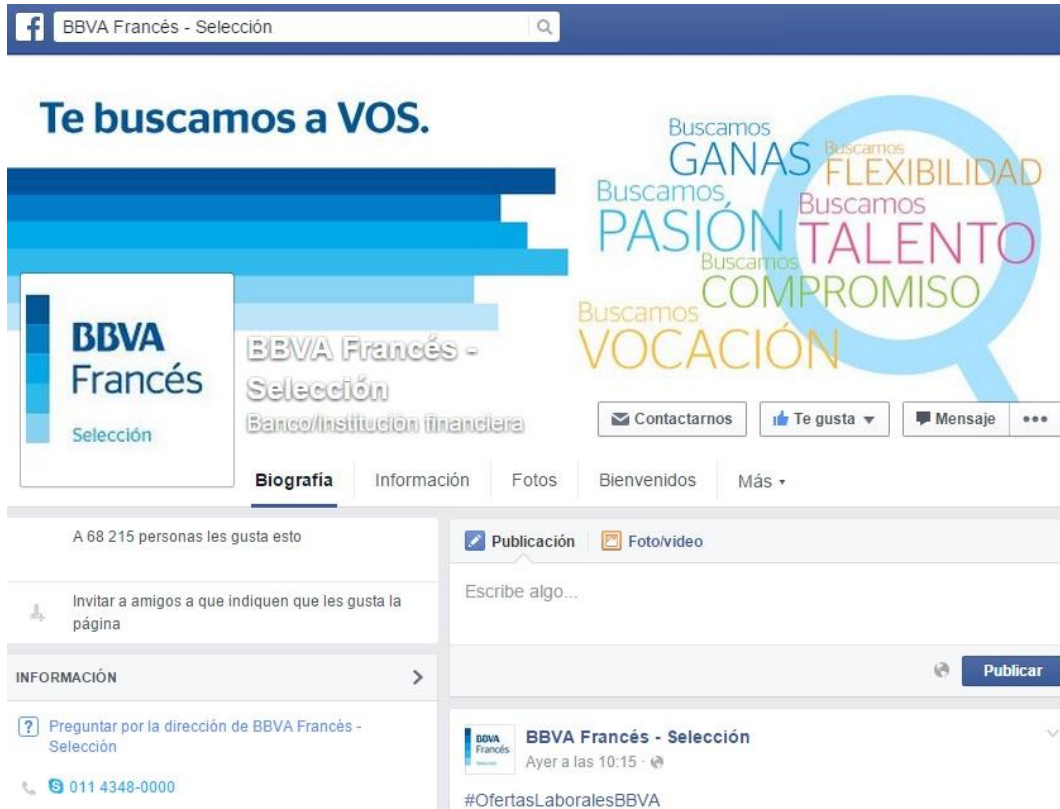 f
BBVA Francés - Selección
Te buscamos a VOS.
Buscamos
GANAS
Buscamos
FLEXIBILIDAD
Buscamos
PASIÓN
Buscamos
TALENTO
Buscamos
COMPROMISO
Buscamos
VOCACIÓN
BBVA
Francés
Selección
BBVA Francés -
Selección
Banco/institución financiera
Contactarnos
Te gusta
Mensaje
Biografía
Información
Fotos
Bienvenidos
Más
A 68 215 personas les gusta esto
Invitar a amigos a que indiquen que les gusta la
página
INFORMACIÓN
Preguntar por la dirección de BBVA Francés -
Selección
011 4348-0000
Publicación
Foto/video
Escribe algo...
Publicar
BBVA
Francés
BBVA Francés - Selección
Ayer a las 10:15 ·
#OfertasLaboralesBBVA